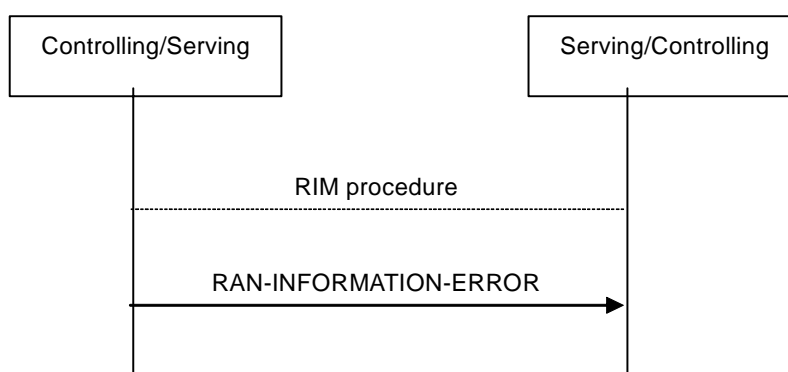 Controlling/Serving
Serving/Controlling
RIM procedure
RAN-INFORMATION-ERROR